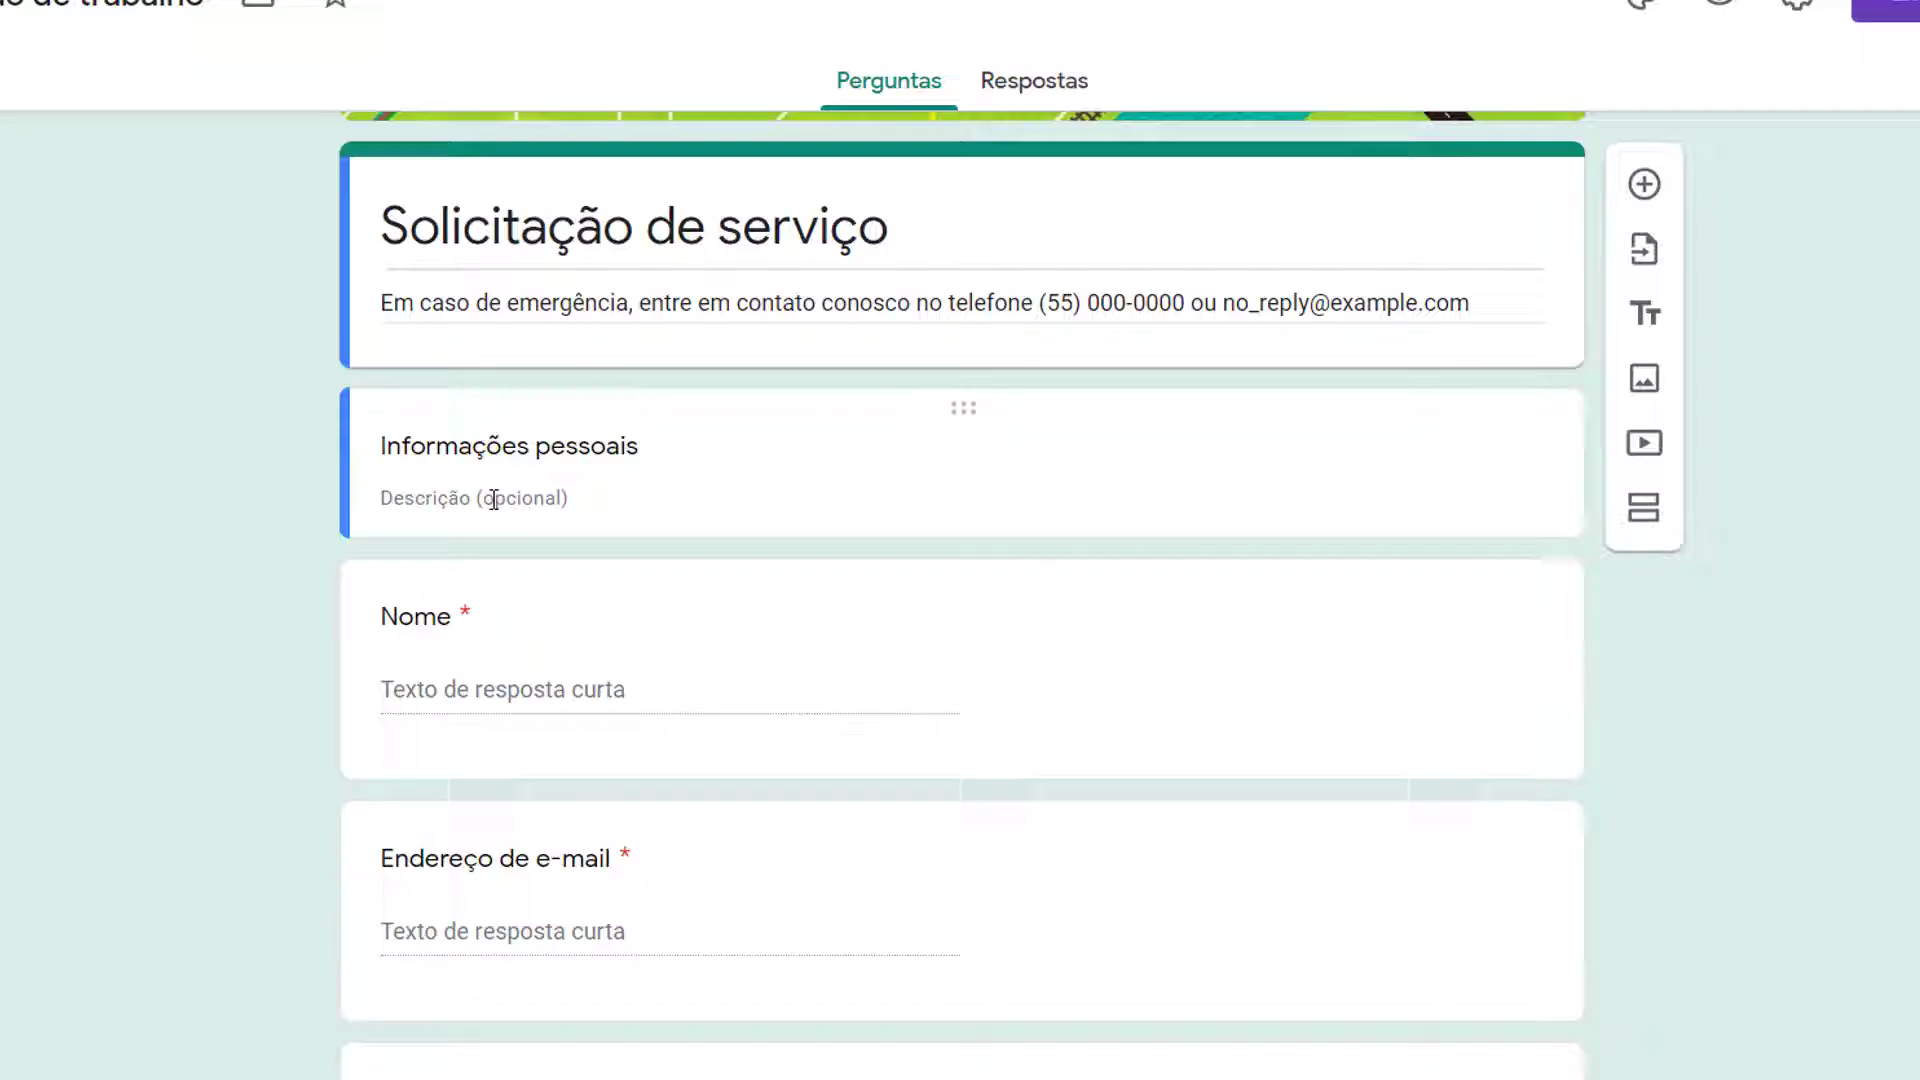 de trabalho
Perguntas Respostas
Solicitação de serviço
Em caso de emergência, entre em contato conosco no telefone (55) 000-0000 ou no_reply@example.com
Informações pessoais
Descrição (opcional)
Nome *
Texto de resposta curta
Endereço de e-mail *
Texto de resposta curta